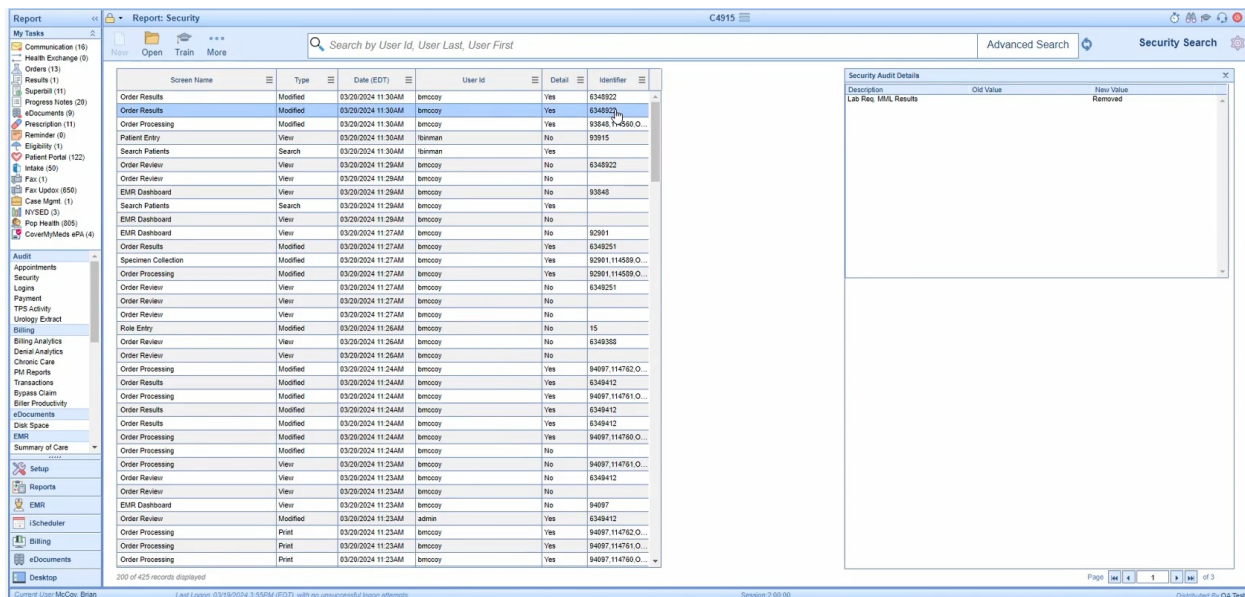 Report «
Report: Security
C4915
My Tasks
Communication (16)
Health Exchange (0)
Orders (13)
Results (1)
Superbill (11)
Progress Notes (20)
eDocuments (9)
Prescription (11)
Reminder (0)
Eligibility (1)
Patient Portal (122)
Intake (50)
Fax (1)
Fax Updox (650)
Case Mgmt. (1)
NYSED (3)
Pop Health (805)
CoverMyMeds ePA (4)
Audit
Appointments
Security
Logins
Payment
TPS Activity
Urology Extract
Billing
Billing Analytics
Denial Analytics
Chronic Care
PM Reports
Transactions
Bypass Claim
Biller Productivity
eDocuments
Disk Space
EMR
Summary of Care
Setup
Reports
EMR
iScheduler
Billing
eDocuments
Desktop
New Open Train More
Search by User Id, User Last, User First
Advanced Search
Security Search
Screen Name Type Date (EDT) User Id Detail Identifier
Order Results Modified 03/20/2024 11:30AM bmccoy Yes 6348922
Order Results Modified 03/20/2024 11:30AM bmccoy Yes 6348922
Order Processing Modified 03/20/2024 11:30AM bmccoy Yes 93848,114560,O...
Patient Entry View 03/20/2024 11:30AM !binman No 93915
Search Patients Search 03/20/2024 11:30AM !binman Yes
Order Review View 03/20/2024 11:29AM bmccoy No 6348922
Order Review View 03/20/2024 11:29AM bmccoy No
EMR Dashboard View 03/20/2024 11:29AM bmccoy No 93848
Search Patients Search 03/20/2024 11:29AM bmccoy Yes
EMR Dashboard View 03/20/2024 11:29AM bmccoy No
EMR Dashboard View 03/20/2024 11:27AM bmccoy No 92901
Order Results Modified 03/20/2024 11:27AM bmccoy Yes 6349251
Specimen Collection Modified 03/20/2024 11:27AM bmccoy Yes 92901,114589,O...
Order Processing Modified 03/20/2024 11:27AM bmccoy Yes 92901,114589,O...
Order Review View 03/20/2024 11:27AM bmccoy No 6349251
Order Review View 03/20/2024 11:27AM bmccoy No
Order Review View 03/20/2024 11:27AM bmccoy No
Role Entry Modified 03/20/2024 11:26AM bmccoy No 15
Order Review View 03/20/2024 11:26AM bmccoy No 6349388
Order Review View 03/20/2024 11:26AM bmccoy No
Order Processing Modified 03/20/2024 11:24AM bmccoy Yes 94097,114762,O...
Order Results Modified 03/20/2024 11:24AM bmccoy Yes 6349412
Order Processing Modified 03/20/2024 11:24AM bmccoy Yes 94097,114761,O...
Order Results Modified 03/20/2024 11:24AM bmccoy Yes 6349412
Order Results Modified 03/20/2024 11:24AM bmccoy Yes 6349412
Order Processing Modified 03/20/2024 11:24AM bmccoy Yes 94097,114760,O...
Order Processing Modified 03/20/2024 11:24AM bmccoy No
Order Processing View 03/20/2024 11:23AM bmccoy No 94097,114761,O...
Order Review View 03/20/2024 11:23AM bmccoy No 6349412
Order Review View 03/20/2024 11:23AM bmccoy No
EMR Dashboard View 03/20/2024 11:23AM bmccoy No 94097
Order Review Modified 03/20/2024 11:23AM admin Yes 6349412
Order Processing Print 03/20/2024 11:23AM bmccoy Yes 94097,114762,O...
Order Processing Print 03/20/2024 11:23AM bmccoy Yes 94097,114761,O...
Order Processing Print 03/20/2024 11:23AM bmccoy Yes 94097,114760,O...
200 of 425 records displayed
Security Audit Details X
Description Old Value New Value
Lab Req. MML Results Removed
Page 1 of 3
Current User McCoy, Brian
Last Logon: 03/19/2024 3:55PM (EDT), with no unsuccessful logon attempts
Session 2:00:00
Distributed By QA Test